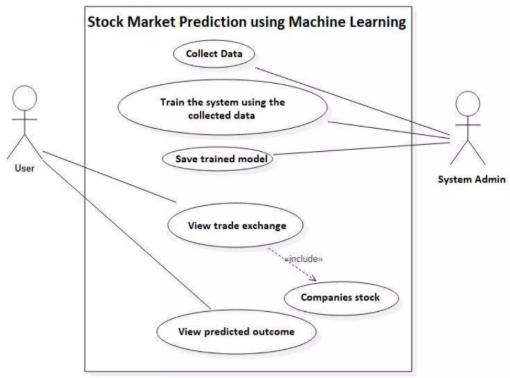 Stock Market Prediction using Machine Learning
Collect Data
Train the system using the
collected data
Save trained model
User
System Admin
View trade exchange
«include»
Companies stock
View predicted outcome